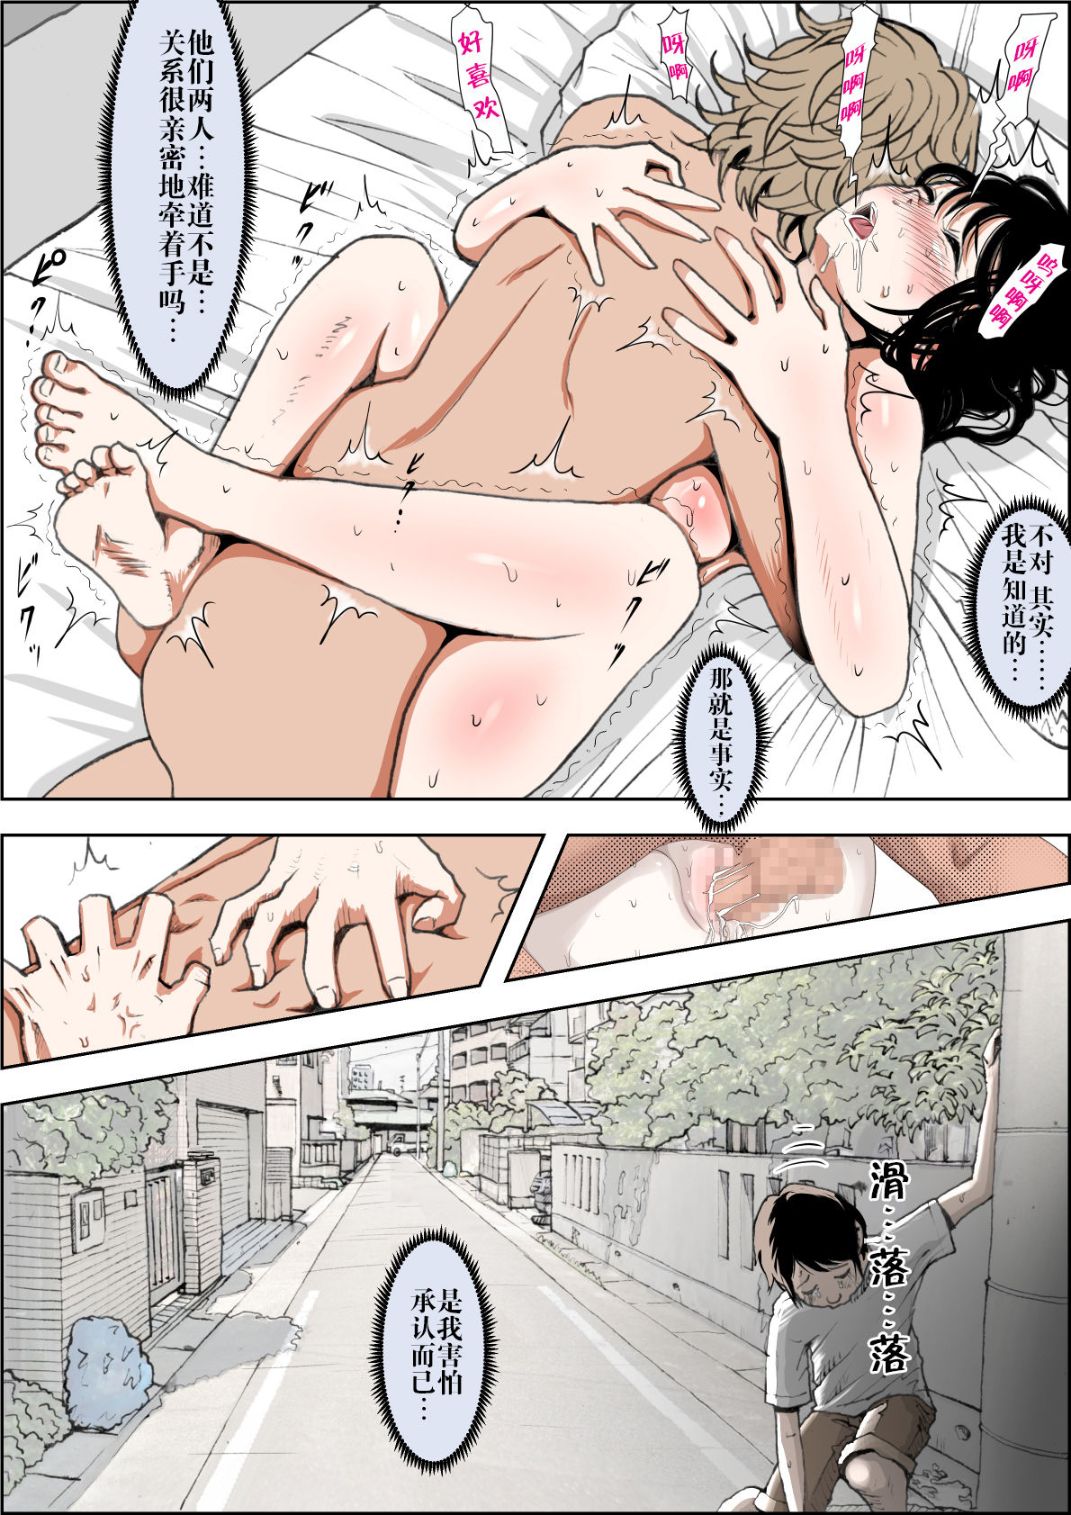 呀啊
呀啊啊
呀啊
好喜欢
呜呀啊啊
他们两人…难道不是…
关系很亲密地牵着手吗…
不对 其实……
我是知道的…
那就是事实…
滑…落…落
是我害怕
承认而已…